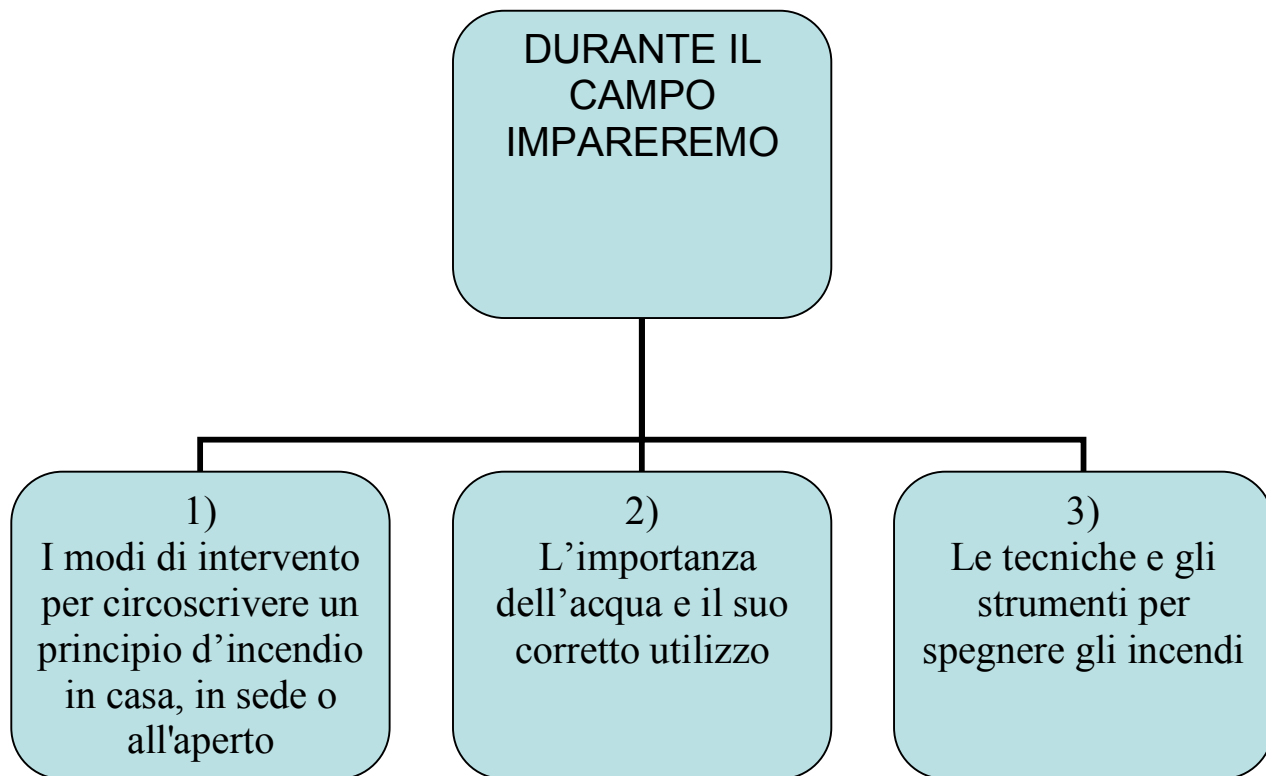 DURANTE IL
CAMPO
IMPAREREMO
1)
I modi di intervento
per circoscrivere un
principio d’incendio
in casa, in sede o
all'aperto
2)
L’importanza
dell’acqua e il suo
corretto utilizzo
3)
Le tecniche e gli
strumenti per
spegnere gli incendi